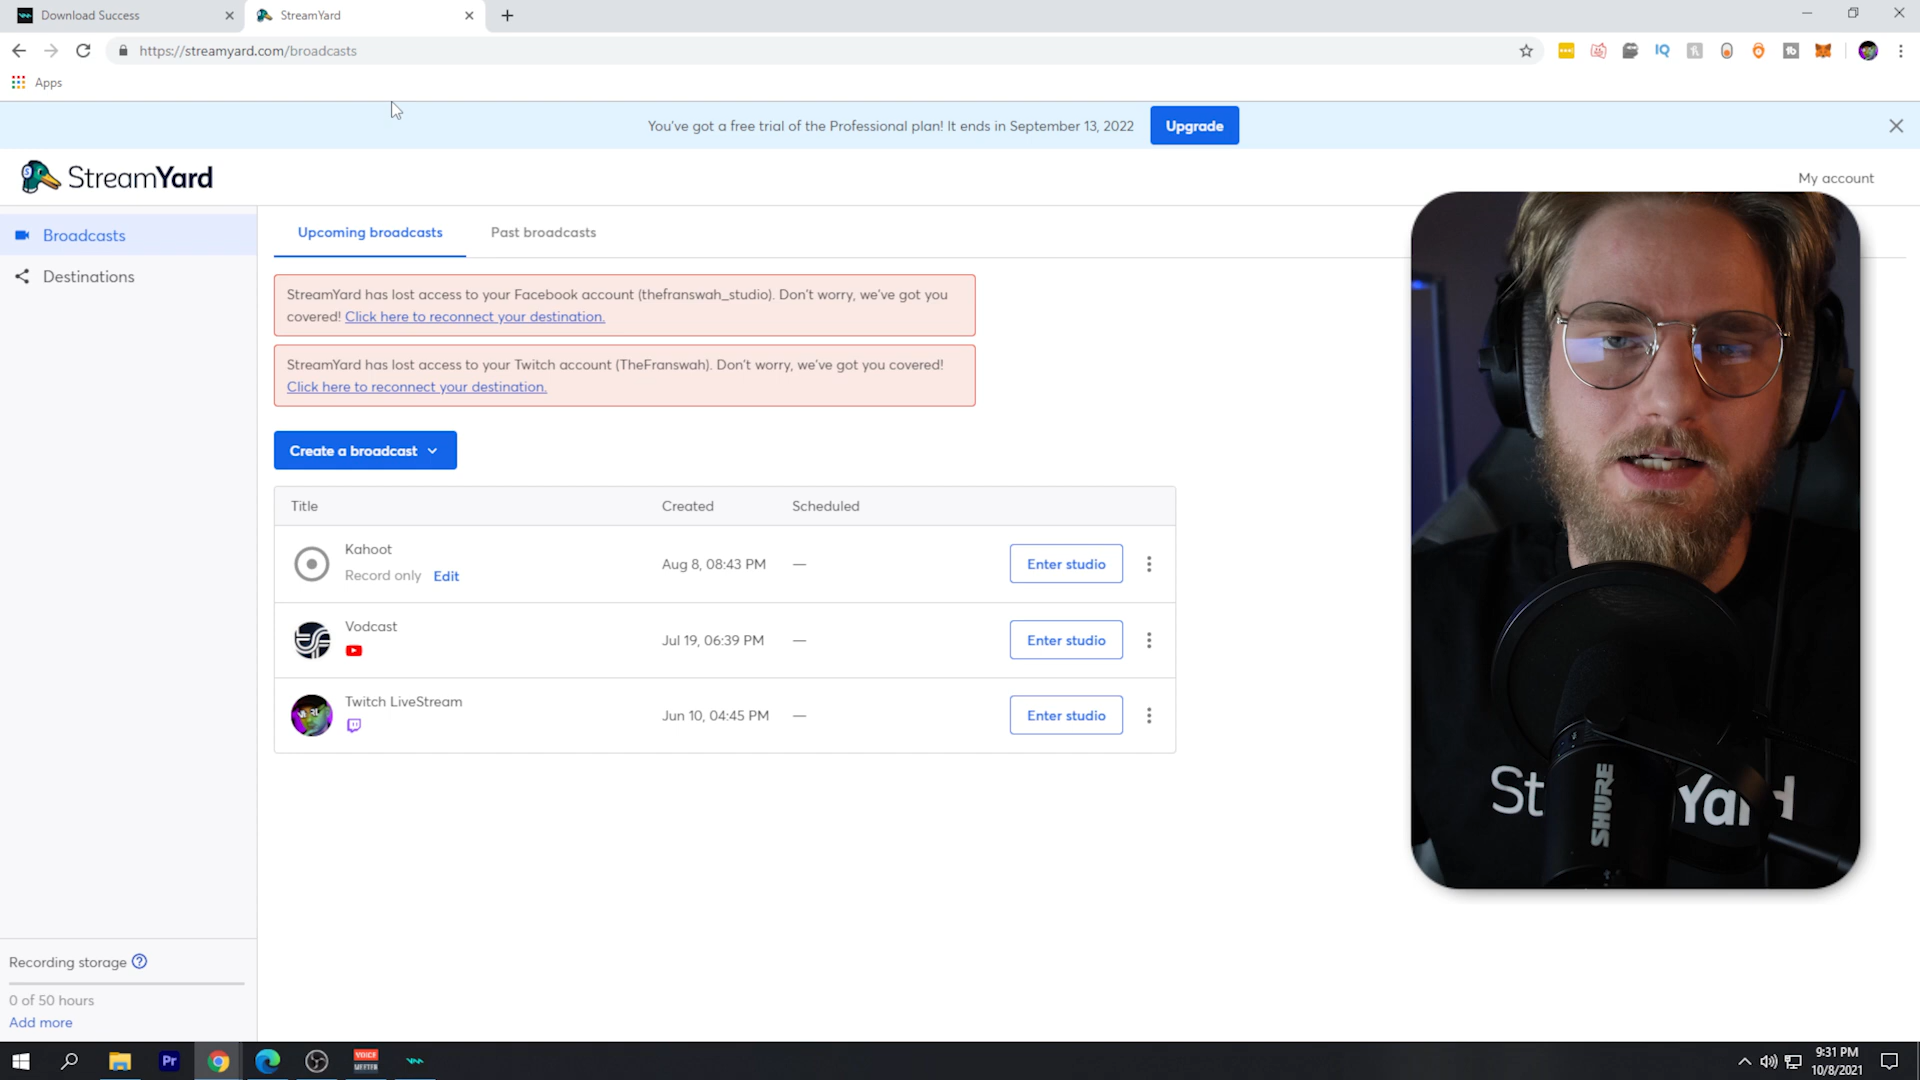 Download Success
StreamYard
https://streamyard.com/broadcasts
IQ
Apps
You've got a free trial of the Professional plan! It ends in September 13, 2022
Upgrade
StreamYard
My account
Broadcasts
Destinations
Upcoming broadcasts
Past broadcasts
StreamYard has lost access to your Facebook account (thefranswah_studio). Don't worry, we've got you
covered! Click here to reconnect your destination.
StreamYard has lost access to your Twitch account (TheFranswah). Don't worry, we've got you covered!
Click here to reconnect your destination.
Create a broadcast
Title Created Scheduled
Kahoot
Record only Edit
Aug 8, 08:43 PM — Enter studio
Vodcast
Jul 19, 06:39 PM — Enter studio
Twitch LiveStream
Jun 10, 04:45 PM — Enter studio
SHURE
St Yard
Recording storage ?
0 of 50 hours
Add more
Pr
VOICE
MEETER
9:31 PM
10/8/2021